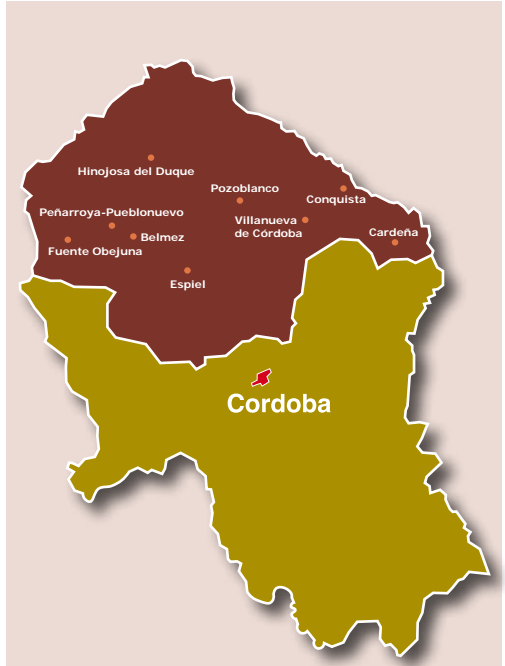 Hinojosa del Duque
Pozoblanco
Conquista
Peñarroya-Pueblonuevo
Villanueva
de Córdoba
Belmez
Cardeña
Fuente Obejuna
Espiel
Cordoba